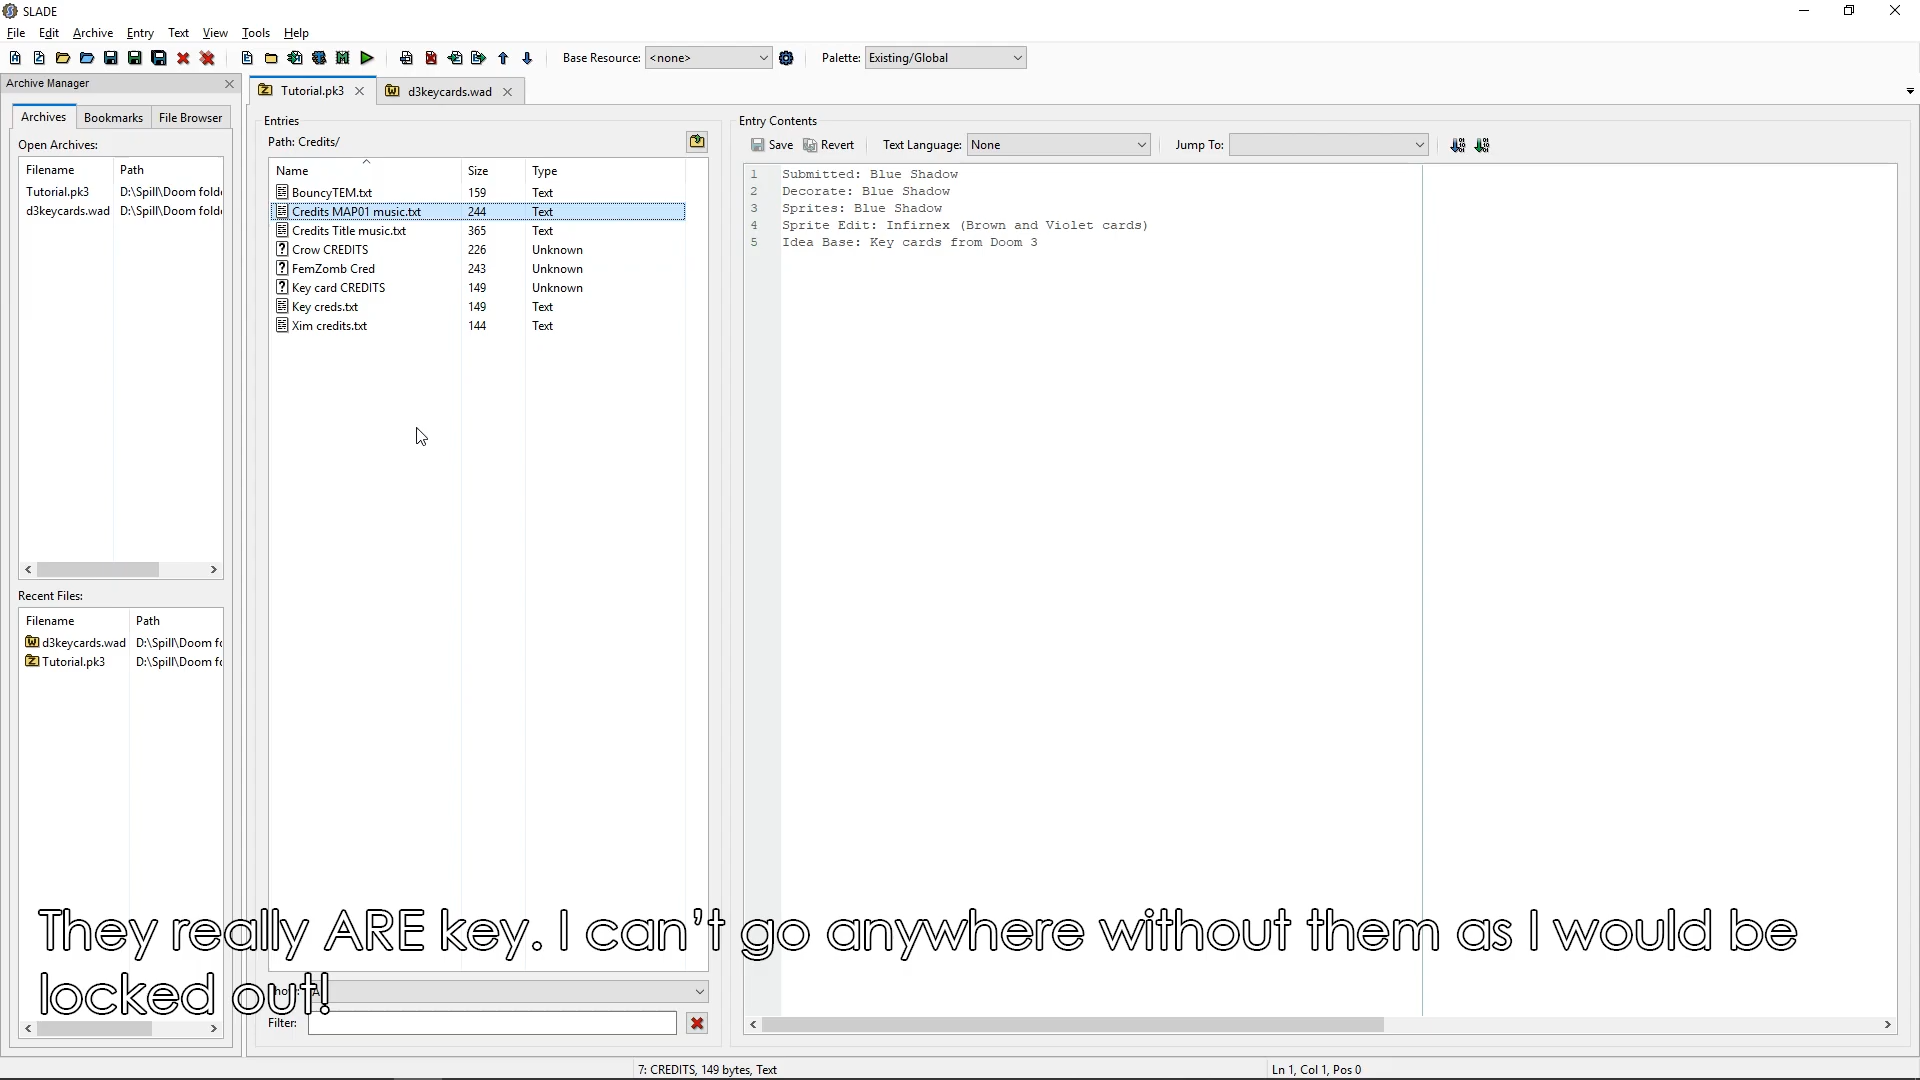 SLADE
File Edit Archive Entry Text View Tools Help
Base Resource: <none> Palette: Existing/Global
Archive Manager
Tutorial.pk3 d3keycards.wad
Archives Bookmarks File Browser
Open Archives:
Filename Path
Tutorial.pk3 D:\Spill\Doom folde
d3keycards.wad D:\Spill\Doom folde
Recent Files:
Filename Path
d3keycards.wad D:\Spill\Doom fo
Tutorial.pk3 D:\Spill\Doom fo
Entries
Path: Credits/
Name Size Type
BouncyTEM.txt 159 Text
Credits MAP01 music.txt 244 Text
Credits Title music.txt 365 Text
Crow CREDITS 226 Unknown
FemZomb Cred 243 Unknown
Key card CREDITS 149 Unknown
Key creds.txt 149 Text
Xim credits.txt 144 Text
Filter:
Entry Contents
Save Revert Text Language: None Jump To:
1 Submitted: Blue Shadow
2 Decorate: Blue Shadow
3 Sprites: Blue Shadow
4 Sprite Edit: Infirnex (Brown and Violet cards)
5 Idea Base: Key cards from Doom 3
They really ARE key. I can't go anywhere without them as I would be
locked out!
7: CREDITS, 149 bytes, Text
Ln 1, Col 1, Pos 0